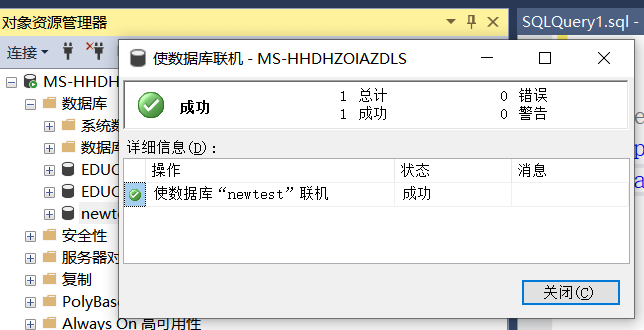 对象资源管理器
SQLQuery1.sql -
连接
使数据库联机 - MS-HHDHZOIAZDLS
MS-HHDH
成功
1 总计
0 错误
1 成功
0 警告
数据库
系统数
数据库
EDUC
EDUC
newte
安全性
服务器对
复制
PolyBase
Always On 高可用性
详细信息(D)：
操作
状态
消息
使数据库“newtest”联机
成功
关闭(C)